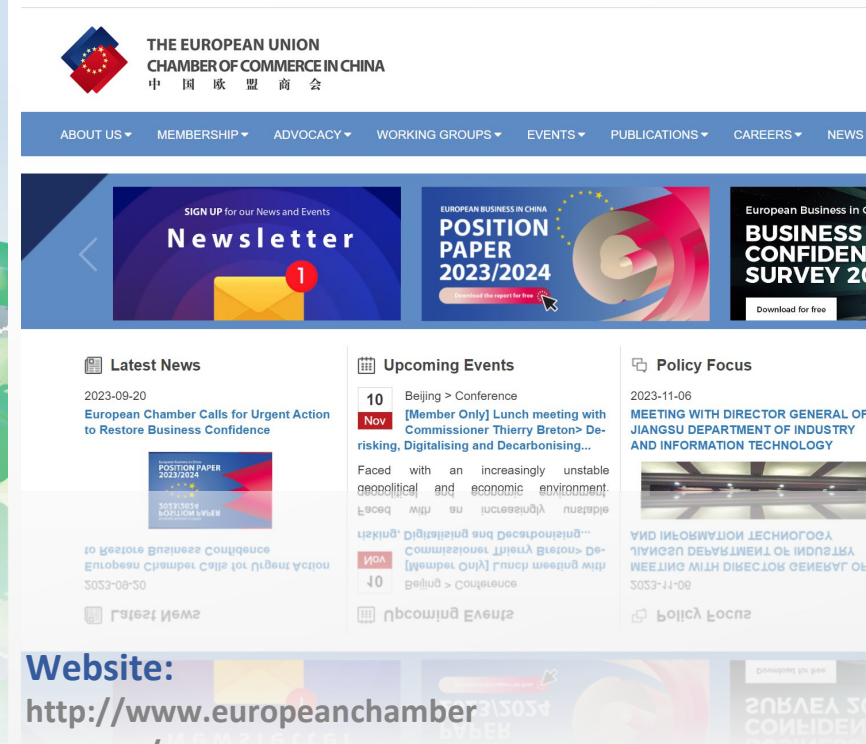 THE EUROPEAN UNION
CHAMBER OF COMMERCE IN CHINA
中 国 欧 盟 商 会
ABOUT US MEMBERSHIP ADVOCACY WORKING GROUPS EVENTS PUBLICATIONS CAREERS NEWS
SIGN UP for our News and Events
Newsletter
1
EUROPEAN BUSINESS IN CHINA
POSITION
PAPER
2023/2024
Download the report for free
European Business in
BUSINESS
CONFIDEN
SURVEY 20
Download for free
Latest News
2023-09-20
European Chamber Calls for Urgent Action
to Restore Business Confidence
European Business in China
POSITION PAPER
2023/2024
Upcoming Events
10 Beijing > Conference
Nov [Member Only] Lunch meeting with
Commissioner Thierry Breton> De-
risking, Digitalising and Decarbonising...
Faced with an increasingly unstable
geopolitical and economic environment,
Policy Focus
2023-11-06
MEETING WITH DIRECTOR GENERAL OF
JIANGSU DEPARTMENT OF INDUSTRY
AND INFORMATION TECHNOLOGY
Website:
http://www.europeanchamber